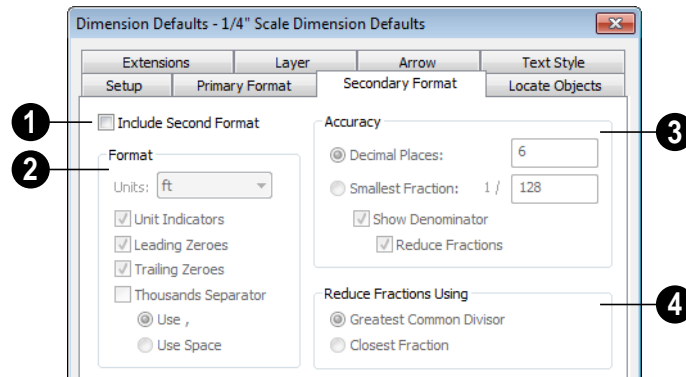 Dimension Defaults - 1/4" Scale Dimension Defaults
Extensions Layer Arrow Text Style
Setup Primary Format Secondary Format Locate Objects
1 Include Second Format
2 Format
Units: ft
Unit Indicators
Leading Zeroes
Trailing Zeroes
Thousands Separator
Use ,
Use Space
Accuracy 3
Decimal Places: 6
Smallest Fraction: 1 / 128
Show Denominator
Reduce Fractions
Reduce Fractions Using 4
Greatest Common Divisor
Closest Fraction